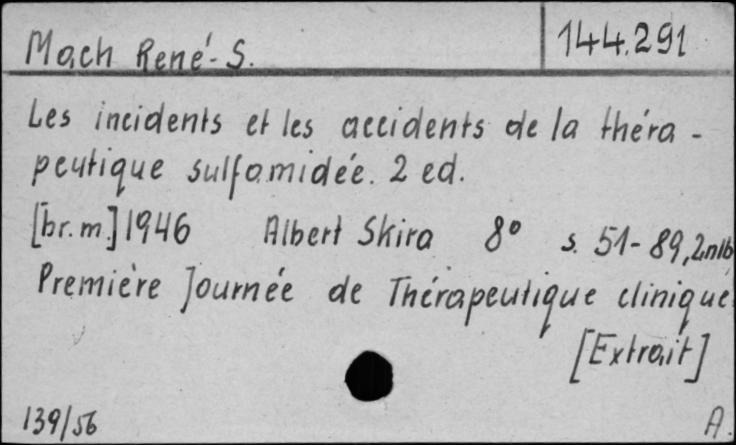 Mach René-S.
144.291
Les incidents et les accidents de la théra-
peutique sulfamidée. 2 ed.
[br. m.] 1946 Albert Skira 8° s. 51-89, 2nlb
Première Journée de Thérapeutique clinique
[Extrait]
139/56
A.